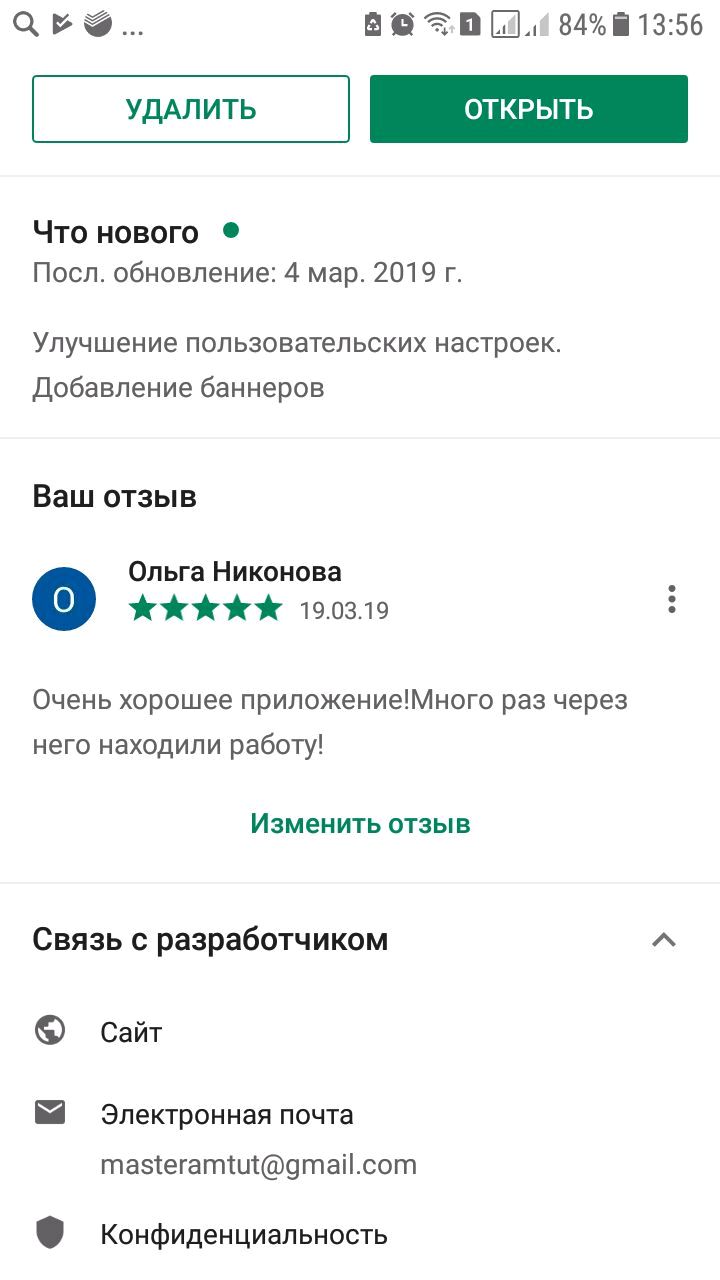 ... 1 84% 13:56
УДАЛИТЬ ОТКРЫТЬ
Что нового
Посл. обновление: 4 мар. 2019 г.
Улучшение пользовательских настроек.
Добавление баннеров
Ваш отзыв
О Ольга Никонова
19.03.19
Очень хорошее приложение!Много раз через
него находили работу!
Изменить отзыв
Связь с разработчиком
Сайт
Электронная почта
masteramtut@gmail.com
Конфиденциальность